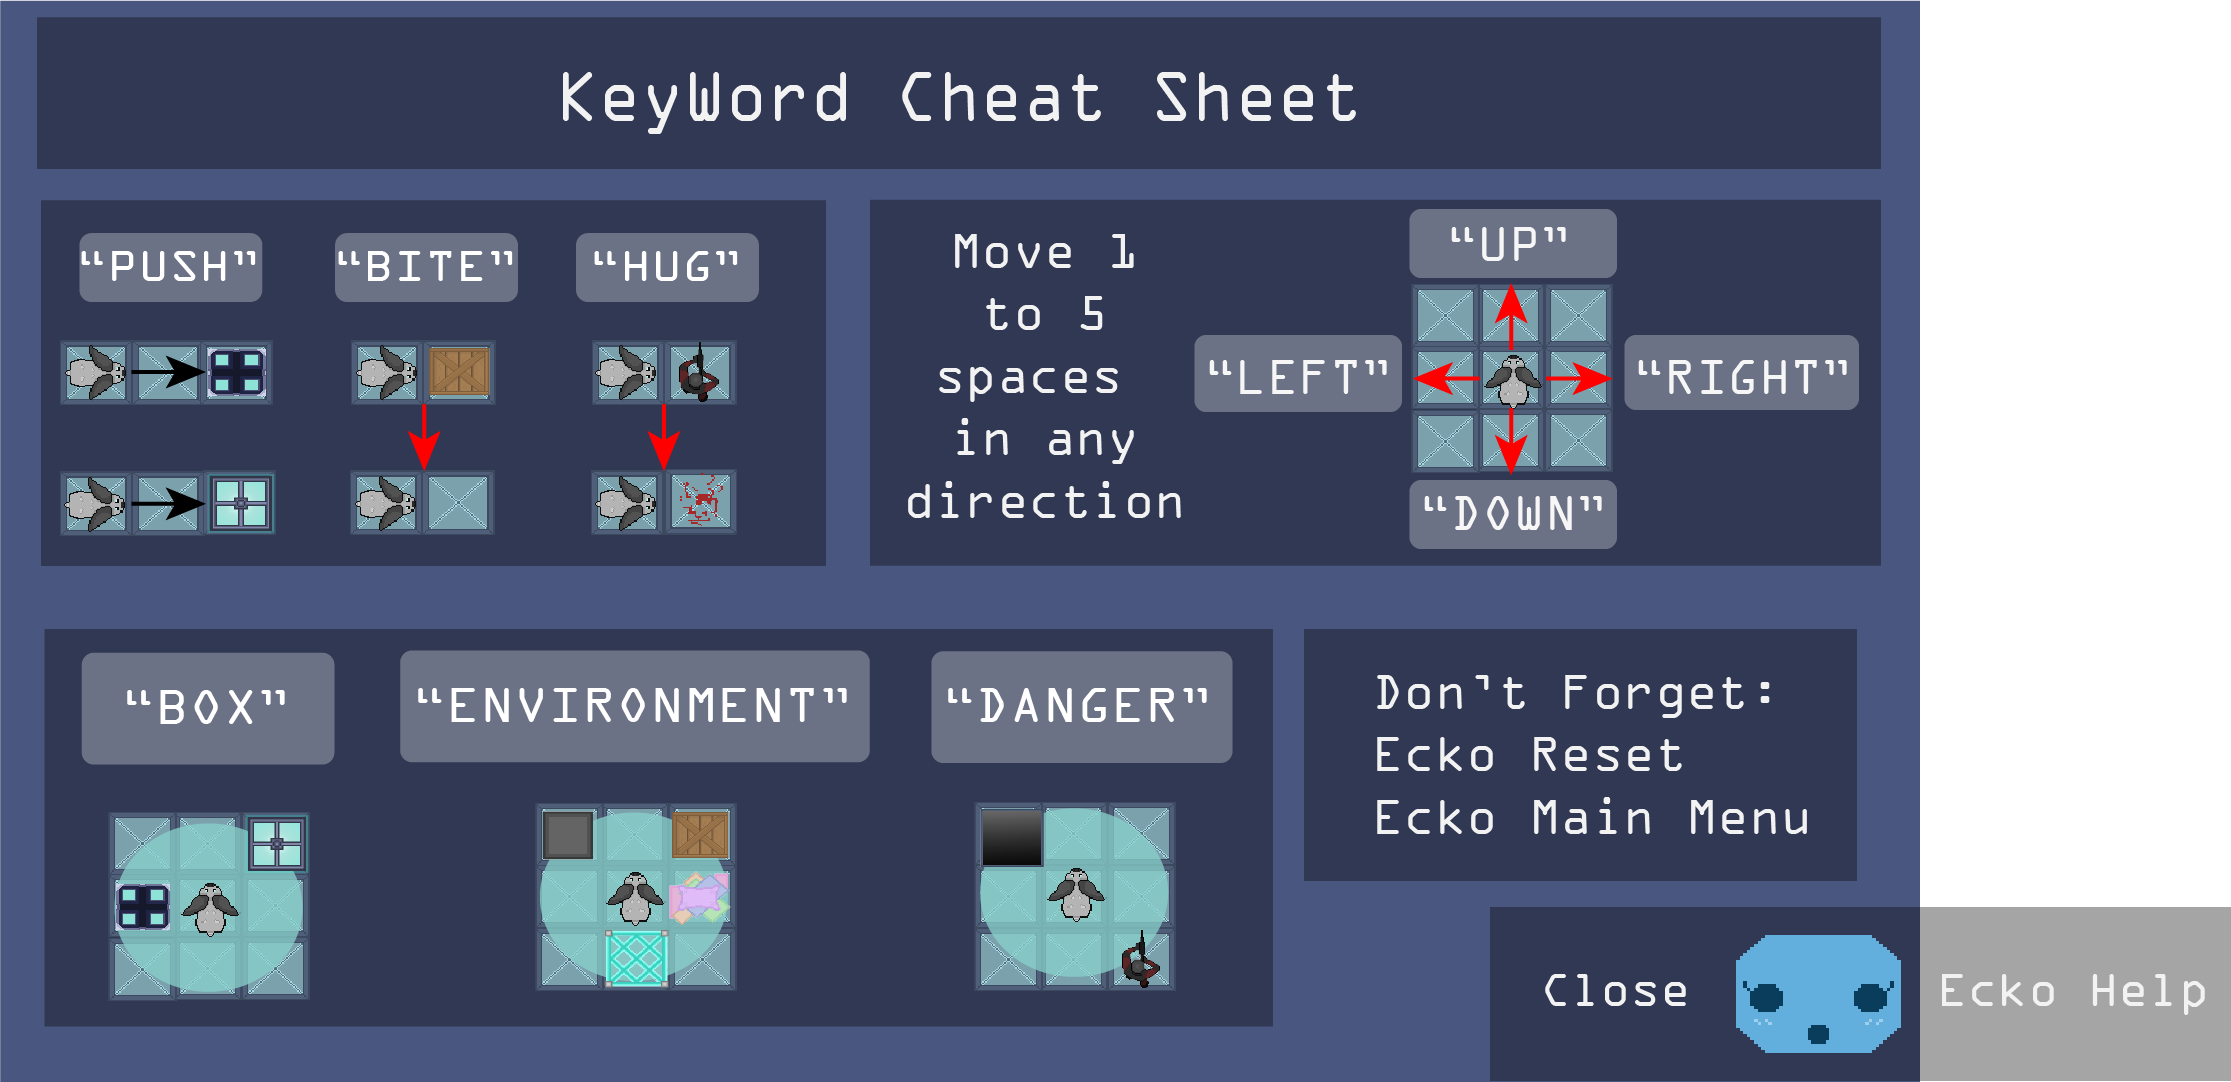 KeyWord Cheat Sheet
“PUSH” “BITE” “HUG”
Move 1
to 5
spaces
in any
direction
“UP”
“LEFT” “RIGHT”
“DOWN”
“BOX” “ENVIRONMENT” “DANGER”
Don't Forget:
Ecko Reset
Ecko Main Menu
Close Ecko Help